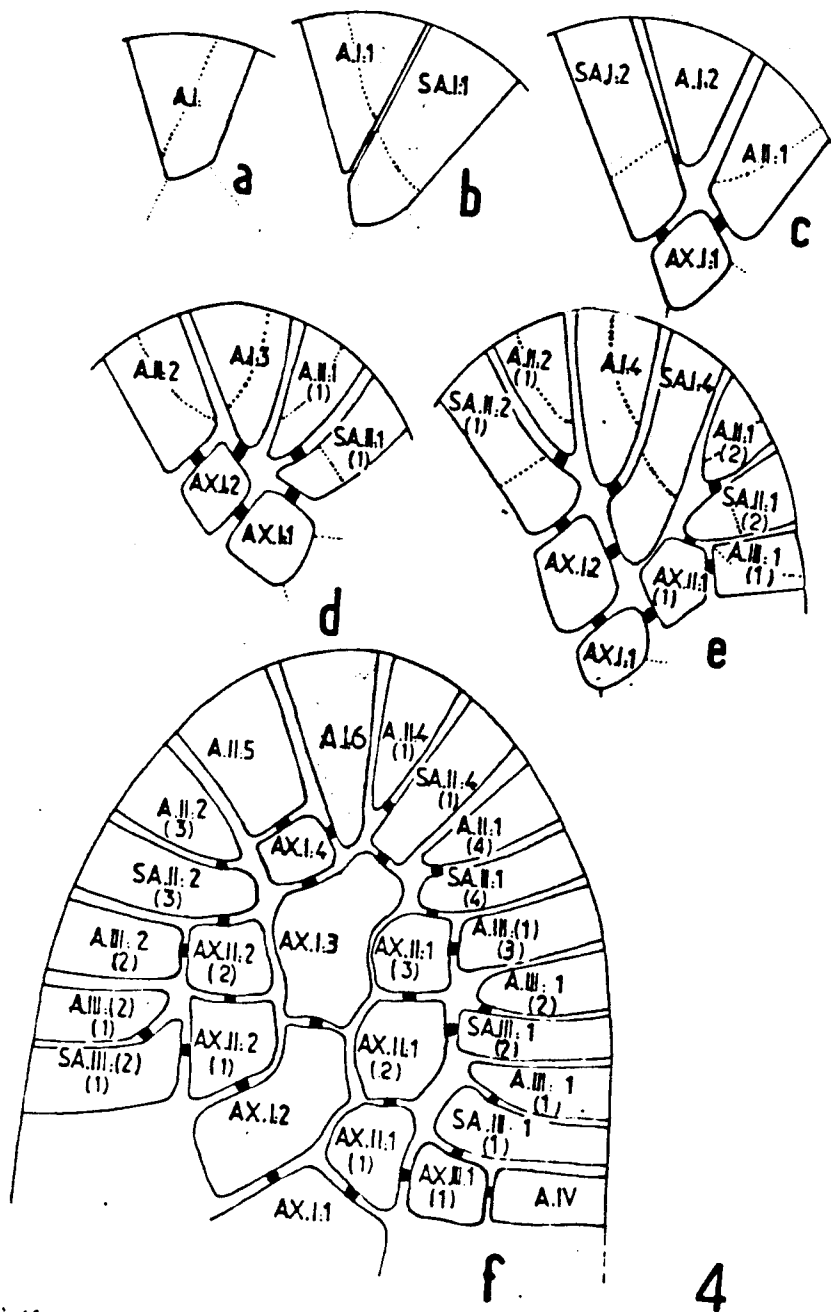 A.I.
a
A.I:1
SA.I:1
b
SA.I:2
A.I:2
A.II:1
AX.I:1
c
A.II:2
A.I:3
A.II:1
(1)
SA.II:1
(1)
AX.I:2
AX.I:1
d
SA.II:2
(1)
A.II:2
(1)
A.I:4
SA.I:4
A.II:1
(2)
SA.II:1
(2)
A.III:1
(1)
AX.I:2
AX.II:1
(1)
AX.I:1
e
A.II:5
A.I:6
A.II:4
(1)
SA.II:4
(1)
A.II:2
(3)
A.II:1
(4)
AX.I:4
SA.II:2
(3)
SA.II:1
(4)
A.III:2
(2)
AX.II:2
(2)
AX.I:3
AX.II:1
(3)
A.III:(1)
(3)
A.III:1
(2)
A.III:(2)
(1)
SA.III:1
(2)
SA.III:(2)
(1)
AX.II:2
(1)
AX.II:1
(2)
A.III:1
(1)
AX.I:2
SA.III:1
(1)
AX.II:1
(1)
AX.III:1
(1)
A.IV
AX.I:1
f
4